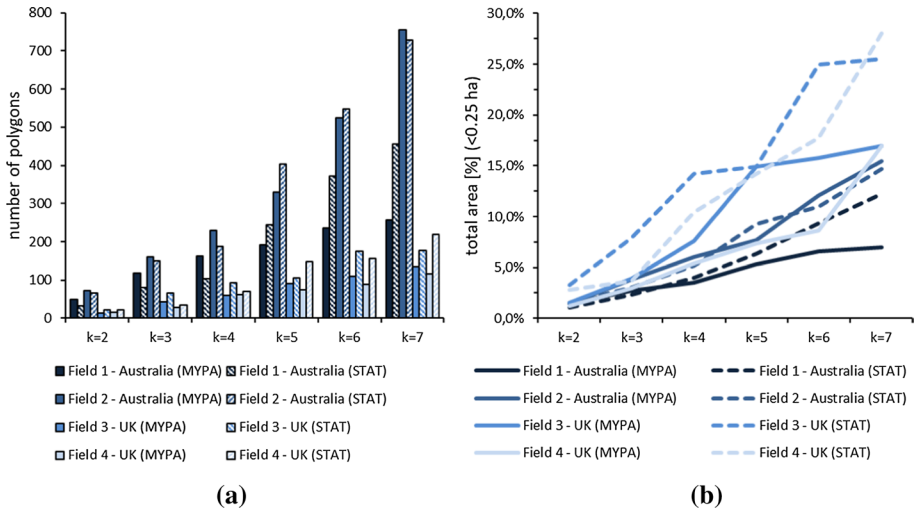 number of polygons
800
700
600
500
400
300
200
100
0
k=2 k=3 k=4 k=5 k=6 k=7
Field 1 - Australia (MYPA) Field 1 - Australia (STAT)
Field 2 - Australia (MYPA) Field 2 - Australia (STAT)
Field 3 - UK (MYPA) Field 3 - UK (STAT)
Field 4 - UK (MYPA) Field 4 - UK (STAT)
(a)
total area [%] (<0.25 ha)
30,0%
25,0%
20,0%
15,0%
10,0%
5,0%
0,0%
k=2 k=3 k=4 k=5 k=6 k=7
Field 1 - Australia (MYPA) Field 1 - Australia (STAT)
Field 2 - Australia (MYPA) Field 2 - Australia (STAT)
Field 3 - UK (MYPA) Field 3 - UK (STAT)
Field 4 - UK (MYPA) Field 4 - UK (STAT)
(b)